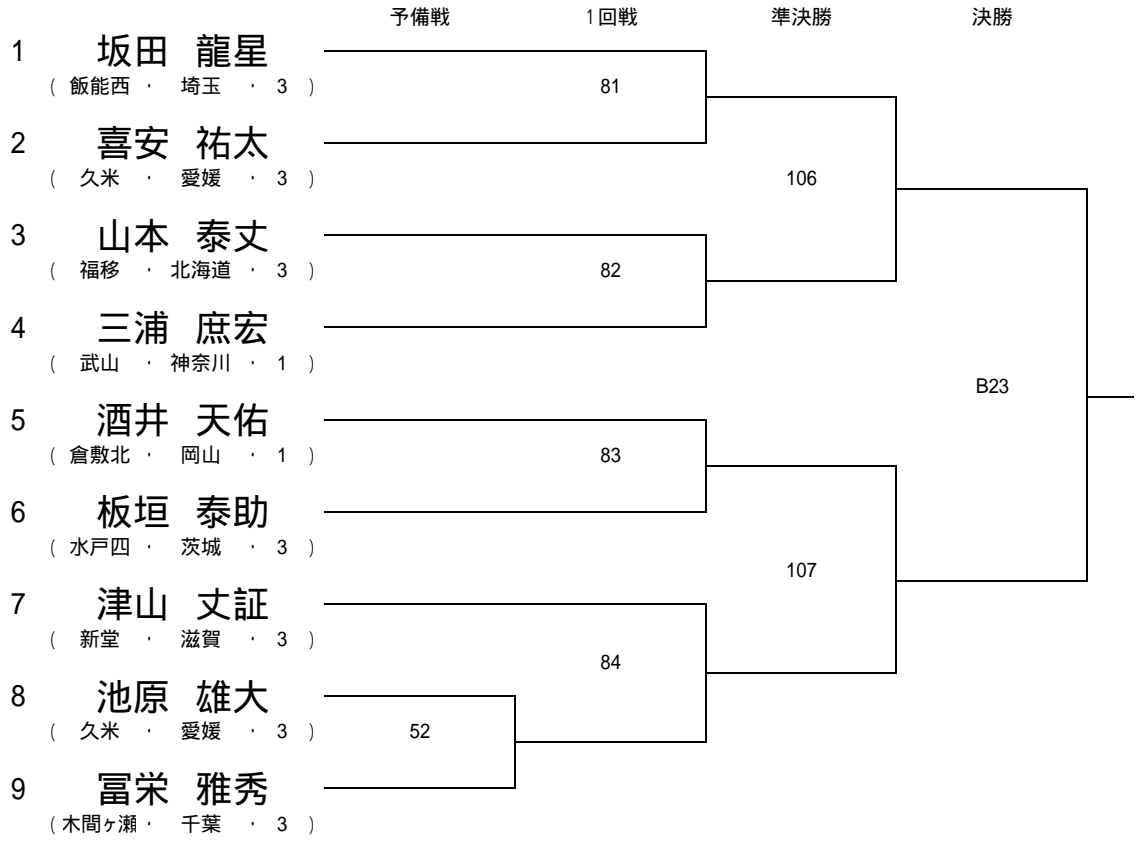 予備戦 1回戦 準決勝 決勝
1 坂田 龍星
( 飯能西 ・ 埼玉 ・ 3 )
81
2 喜安 祐太
( 久米 ・ 愛媛 ・ 3 )
106
3 山本 泰丈
( 福移 ・ 北海道 ・ 3 )
82
4 三浦 庶宏
( 武山 ・ 神奈川 ・ 1 )
B23
5 酒井 天佑
( 倉敷北 ・ 岡山 ・ 1 )
83
6 板垣 泰助
( 水戸四 ・ 茨城 ・ 3 )
107
7 津山 丈証
( 新堂 ・ 滋賀 ・ 3 )
84
8 池原 雄大
( 久米 ・ 愛媛 ・ 3 )
52
9 冨栄 雅秀
( 木間ヶ瀬 ・ 千葉 ・ 3 )